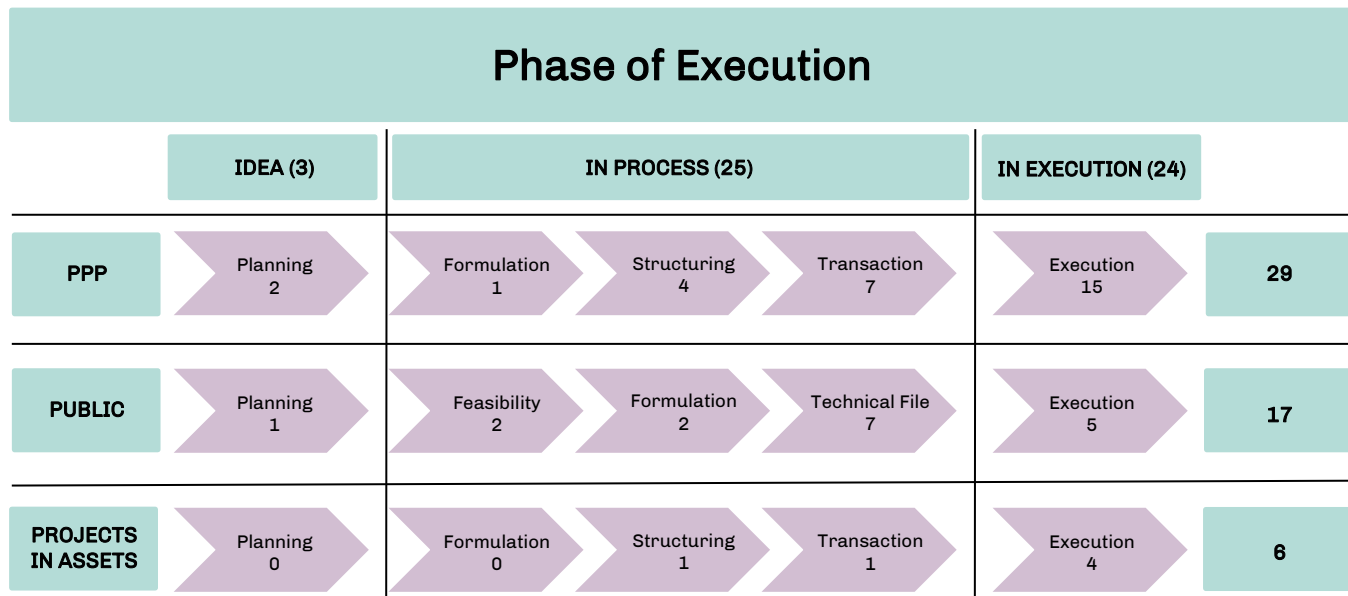 Phase of Execution
IDEA (3)
IN PROCESS (25)
IN EXECUTION (24)
PPP
Planning
2
Formulation
1
Structuring
4
Transaction
7
Execution
15
29
PUBLIC
Planning
1
Feasibility
2
Formulation
2
Technical File
7
Execution
5
17
PROJECTS
IN ASSETS
Planning
0
Formulation
0
Structuring
1
Transaction
1
Execution
4
6